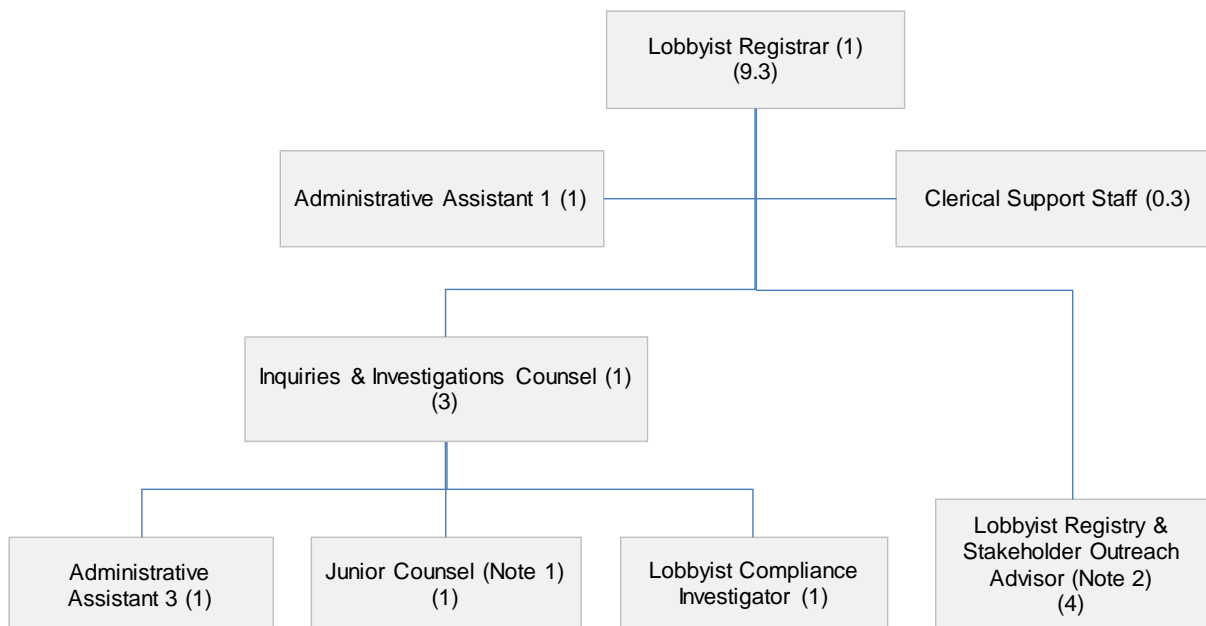 Lobbyist Registrar (1)
(9.3)
Administrative Assistant 1 (1)
Clerical Support Staff (0.3)
Inquiries & Investigations Counsel (1)
(3)
Administrative
Assistant 3 (1)
Junior Counsel (Note 1)
(1)
Lobbyist Compliance
Investigator (1)
Lobbyist Registry &
Stakeholder Outreach
Advisor (Note 2)
(4)